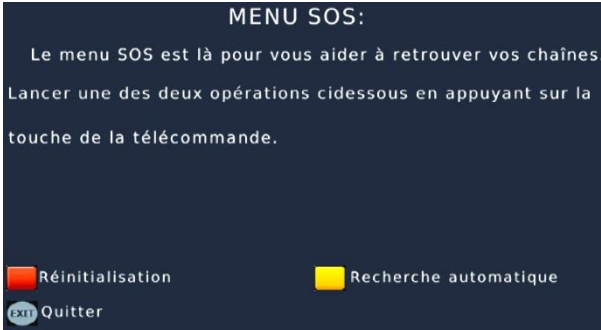 MENU SOS:
Le menu SOS est là pour vous aider à retrouver vos chaînes.
Lancer une des deux opérations cidessous en appuyant sur la
touche de la télécommande.
Réinitialisation
Recherche automatique
EXIT Quitter